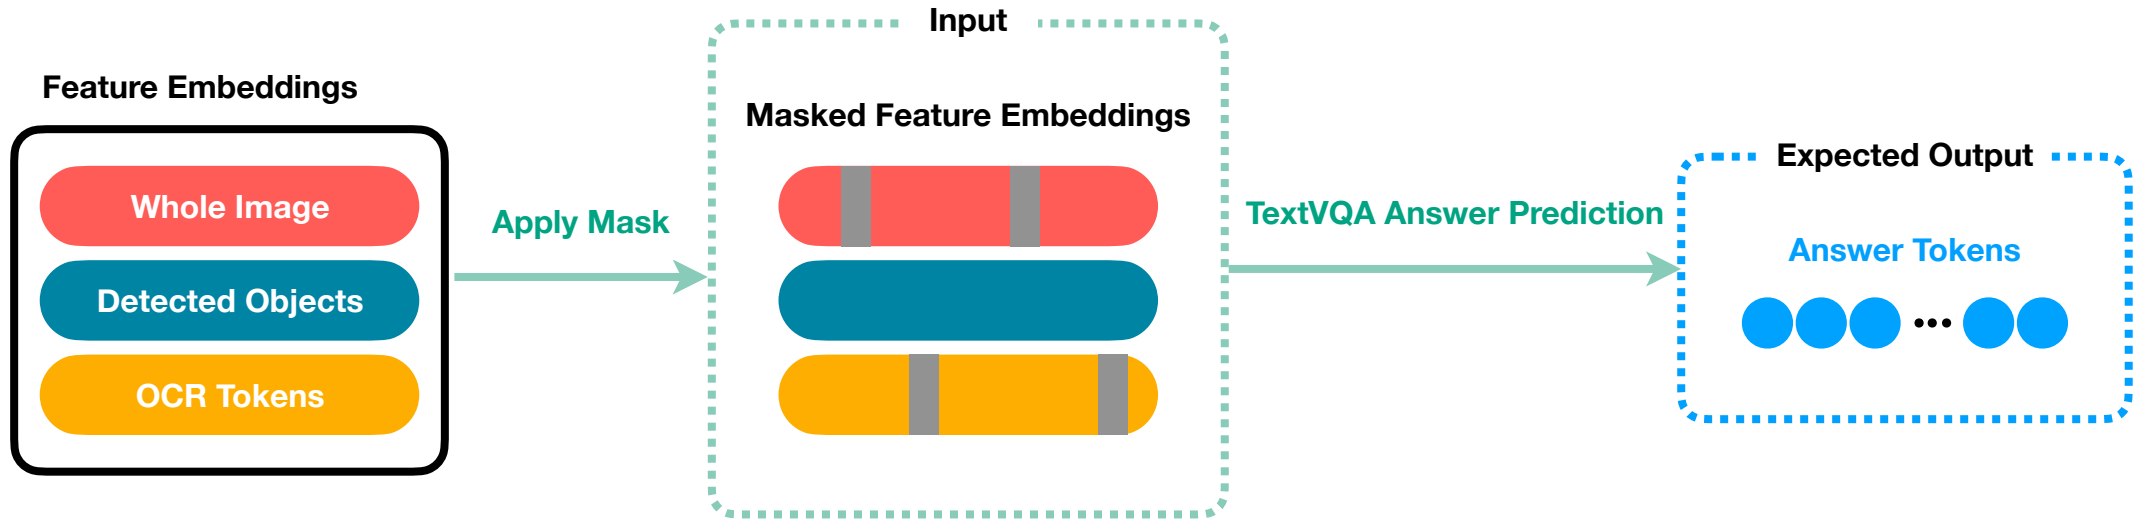 Feature Embeddings
Whole Image
Detected Objects
OCR Tokens
Apply Mask
Input
Masked Feature Embeddings
TextVQA Answer Prediction
Expected Output
Answer Tokens
...